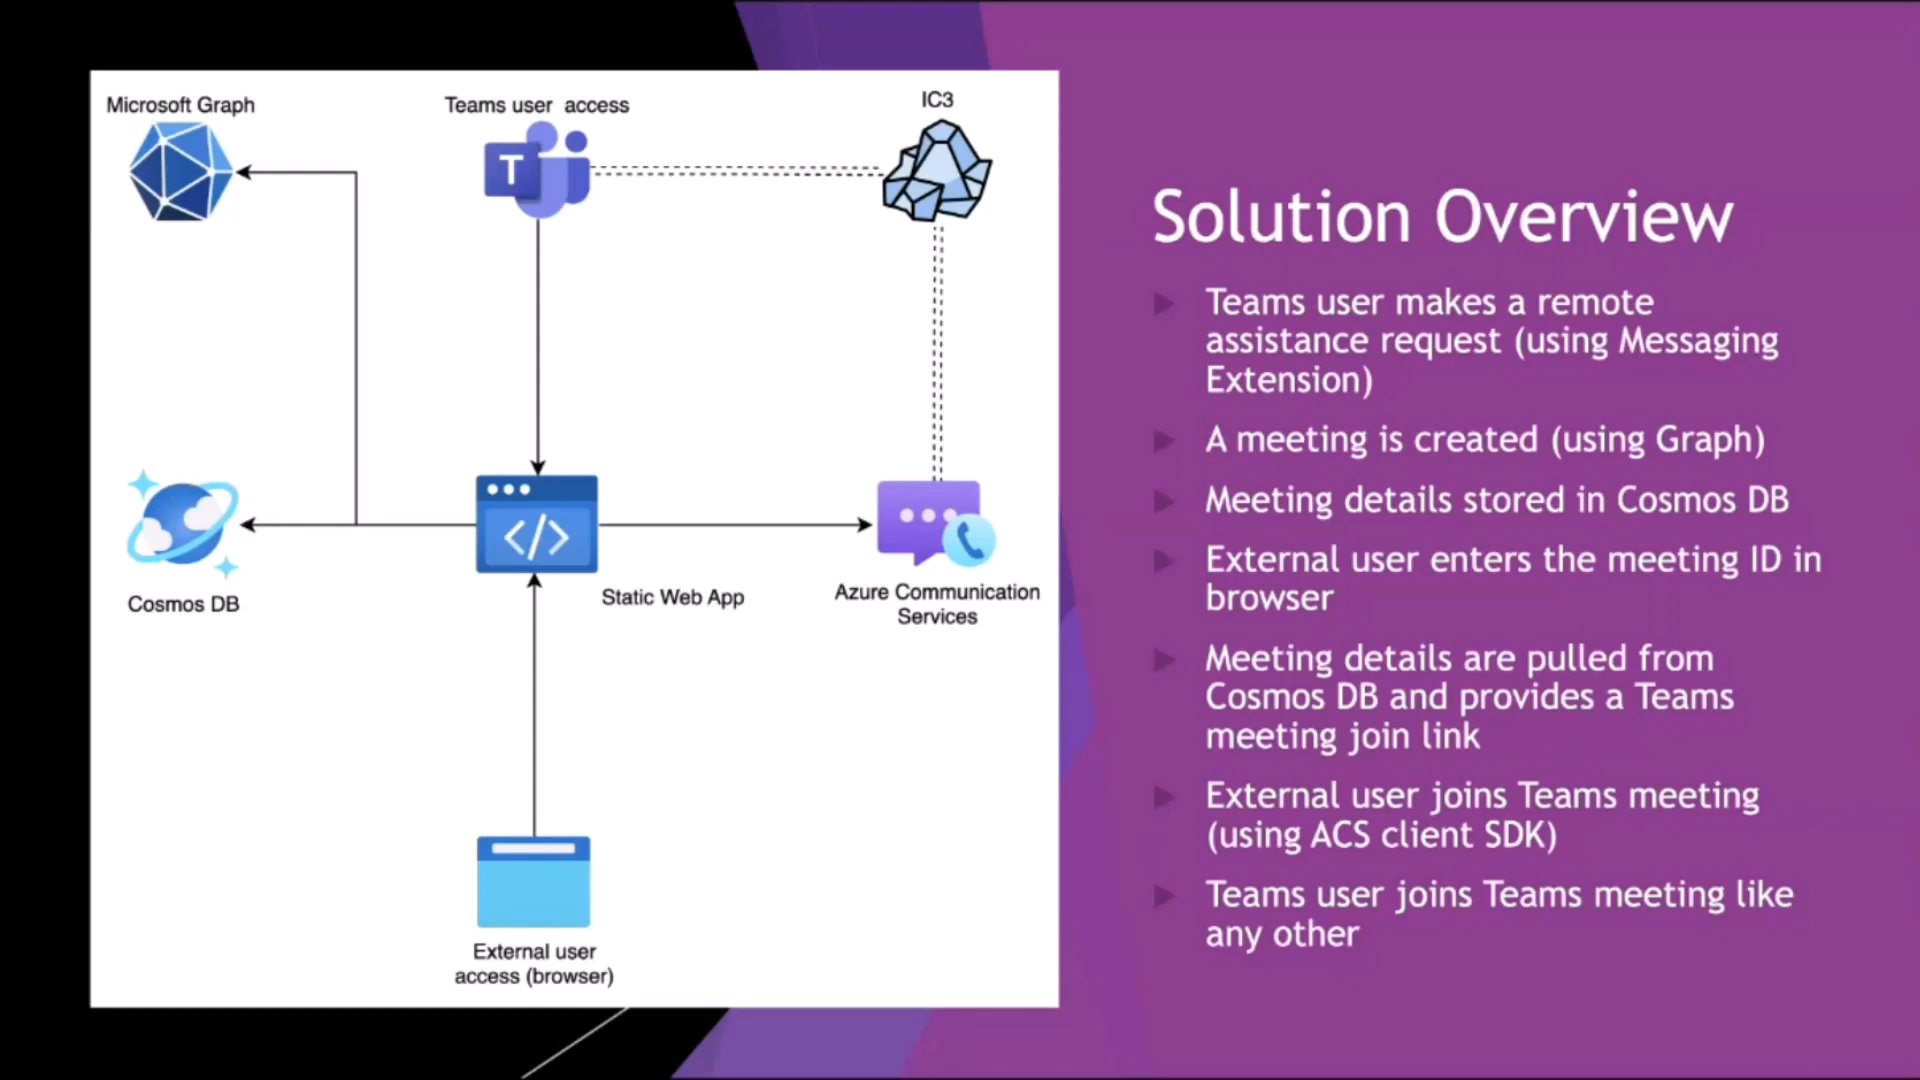 Microsoft Graph
Teams user access
IC3
T
Cosmos DB
Static Web App
Azure Communication
Services
External user
access (browser)
Solution Overview
Teams user makes a remote
assistance request (using Messaging
Extension)
A meeting is created (using Graph)
Meeting details stored in Cosmos DB
External user enters the meeting ID in
browser
Meeting details are pulled from
Cosmos DB and provides a Teams
meeting join link
External user joins Teams meeting
(using ACS client SDK)
Teams user joins Teams meeting like
any other